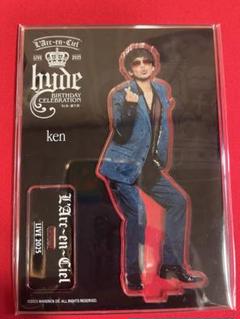 L'Arc~en~Ciel
LIVE 2025
hyde
BIRTHDAY
CELEBRATION
ken
L'Arc~en~Ciel
LIVE 2025